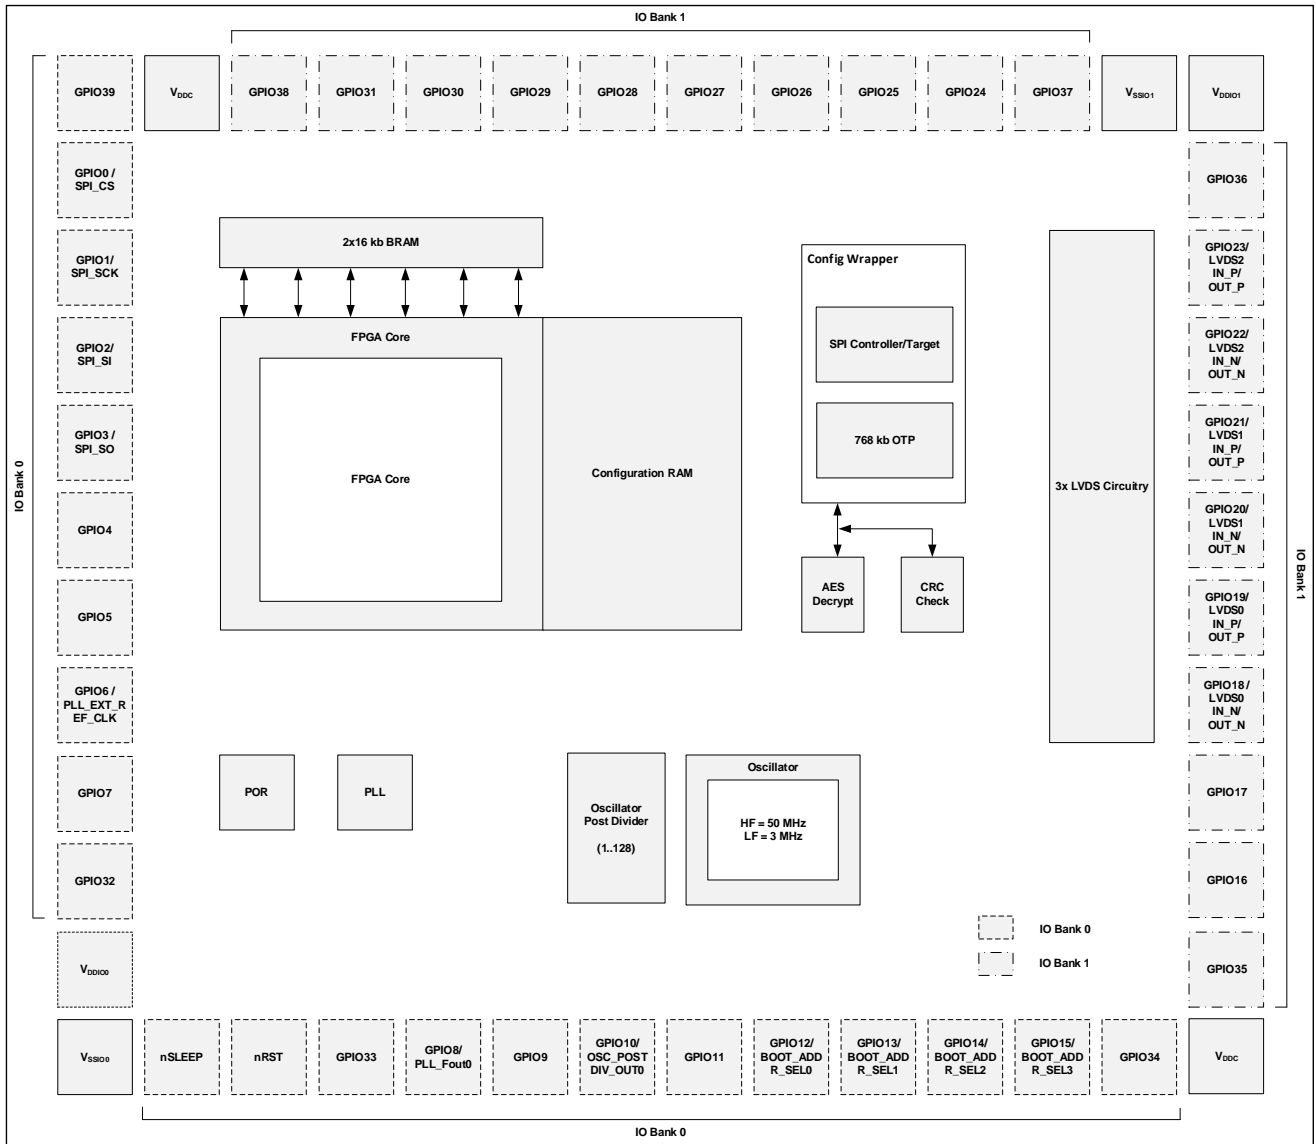 IO Bank 1
GPIO39
VDDC
GPIO38
GPIO31
GPIO30
GPIO29
GPIO28
GPIO27
GPIO26
GPIO25
GPIO24
GPIO37
VSSIO1
VDDIO1
IO Bank 0
GPIO0 /
SPI_CS
GPIO1/
SPI_SCK
GPIO2/
SPI_SI
GPIO3 /
SPI_SO
GPIO4
GPIO5
GPIO6 /
PLL_EXT_R
EF_CLK
GPIO7
GPIO32
VDDIO0
2x16 kb BRAM
FPGA Core
FPGA Core
Configuration RAM
Config Wrapper
SPI Controller/Target
768 kb OTP
AES
Decrypt
CRC
Check
3x LVDS Circuitry
POR
PLL
Oscillator
Post Divider
(1..128)
Oscillator
HF = 50 MHz
LF = 3 MHz
IO Bank 0
IO Bank 1
GPIO36
GPIO23/
LVDS2
IN_P/
OUT_P
GPIO22/
LVDS2
IN_N/
OUT_N
GPIO21/
LVDS1
IN_P/
OUT_P
GPIO20/
LVDS1
IN_N/
OUT_N
GPIO19/
LVDS0
IN_P/
OUT_P
GPIO18 /
LVDS0
IN_N/
OUT_N
GPIO17
GPIO16
GPIO35
IO Bank 1
VSSIO0
nSLEEP
nRST
GPIO33
GPIO8/
PLL_Fout0
GPIO9
GPIO10/
OSC_POST
DIV_OUT0
GPIO11
GPIO12/
BOOT_ADD
R_SEL0
GPIO13/
BOOT_ADD
R_SEL1
GPIO14/
BOOT_ADD
R_SEL2
GPIO15/
BOOT_ADD
R_SEL3
GPIO34
VDDC
IO Bank 0